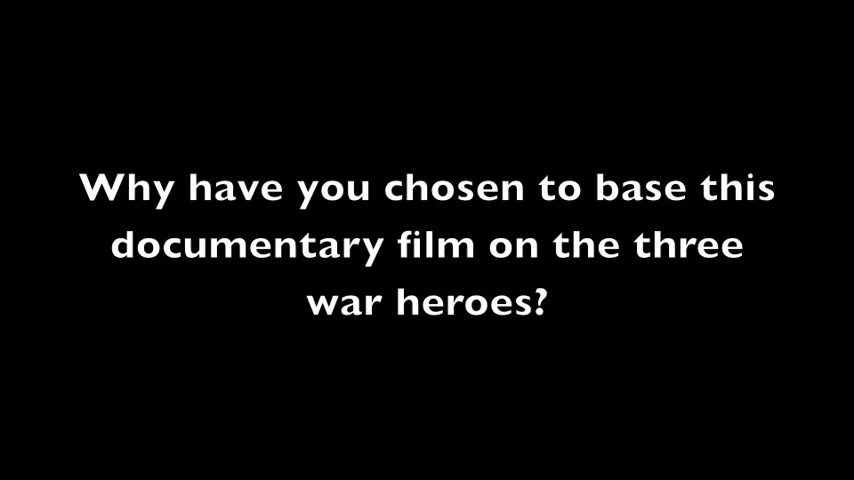 Why have you chosen to base this
documentary film on the three
war heroes?